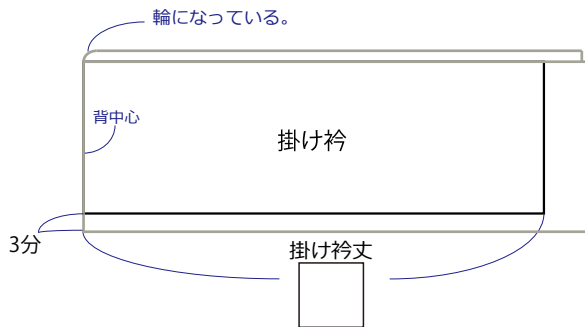 輪になっている。
背中心
掛け衿
3分
掛け衿丈